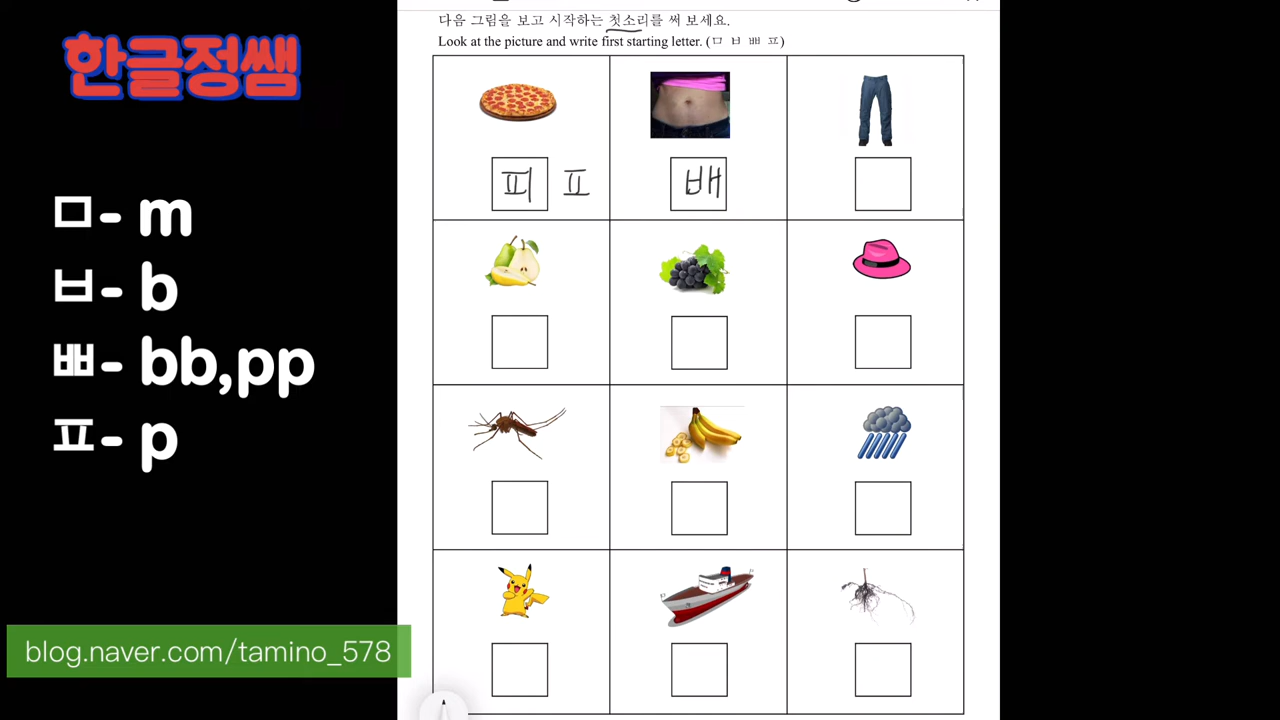 다음 그림을 보고 시작하는 첫소리를 써 보세요.
Look at the picture and write first starting letter. (ㅁ ㅂ ㅃ ㅍ)
한글정쌤
ㅁ- m
ㅂ- b
ㅃ- bb,pp
ㅍ- p
피 ㅍ
배
blog.naver.com/tamino_578